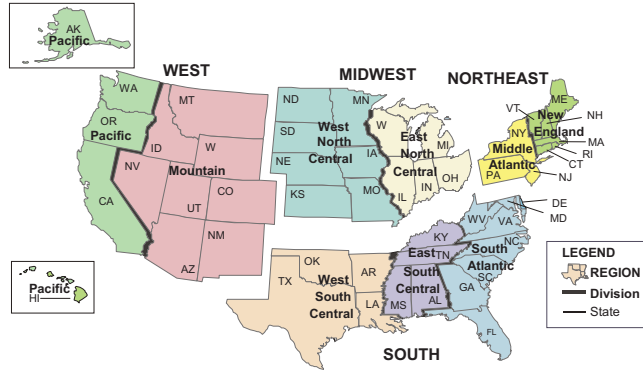 AK
Pacific
WEST
MIDWEST
NORTHEAST
WA
MT
OR
Pacific
ID
W
NV
Mountain
CA
UT
CO
AZ
NM
ND
MN
SD
West
North
NE
Central
IA
KS
MO
W
East
North
Central
MI
IL
IN
OH
ME
VT
New
England
NH
NY
MA
Middle
Atlantic
RI
CT
PA
NJ
DE
MD
WV
VA
KY
NC
East
TN
South
Central
South
Atlantic
SC
MS
AL
GA
FL
OK
TX
AR
West
South
Central
LA
SOUTH
Pacific
HI
LEGEND
REGION
Division
State